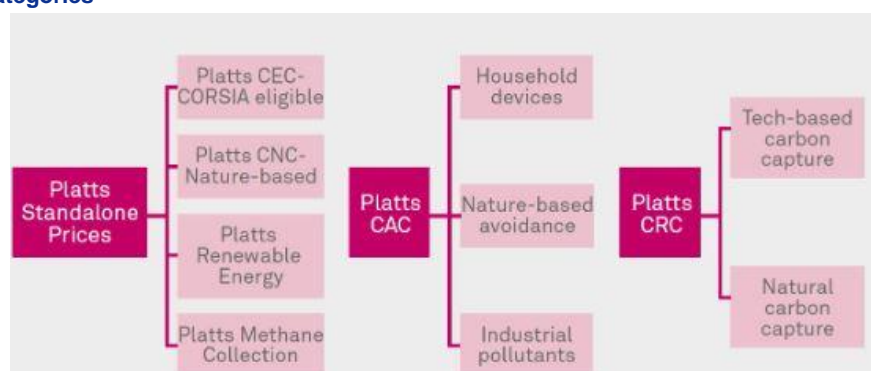 Platts
Standalone
Prices
Platts CEC-
CORSIA eligible
Platts CNC-
Nature-based
Platts
Renewable
Energy
Platts Methane
Collection
Platts
CAC
Household
devices
Nature-based
avoidance
Industrial
pollutants
Platts
CRC
Tech-based
carbon
capture
Natural
carbon
capture